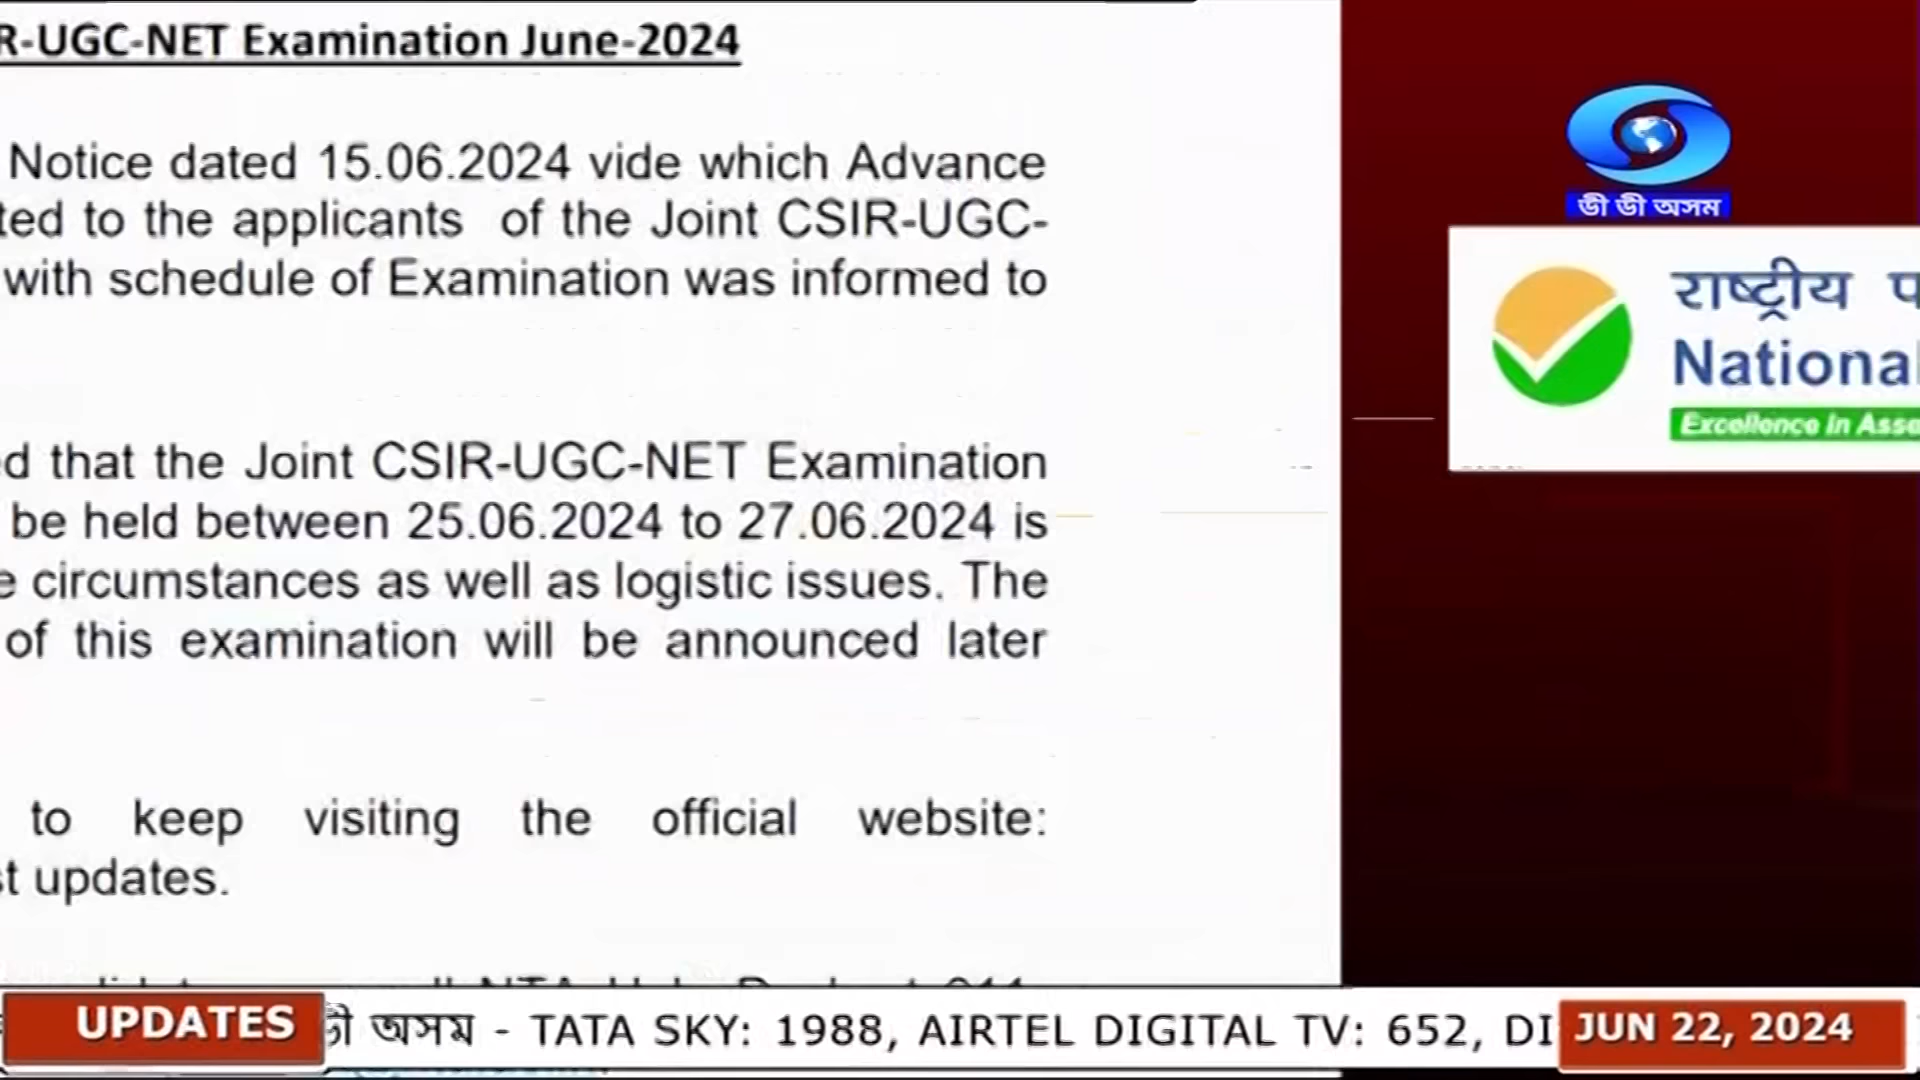 R-UGC-NET Examination June-2024
Notice dated 15.06.2024 vide which Advance
ted to the applicants of the Joint CSIR-UGC-
with schedule of Examination was informed to
d that the Joint CSIR-UGC-NET Examination
be held between 25.06.2024 to 27.06.2024 is
e circumstances as well as logistic issues. The
of this examination will be announced later
to keep visiting the official website:
st updates.
ডী ডী অসম
राष्ट्रीय प
National
Excellence in Asse
UPDATES
ডী অসম - TATA SKY: 1988, AIRTEL DIGITAL TV: 652, DI
JUN 22, 2024